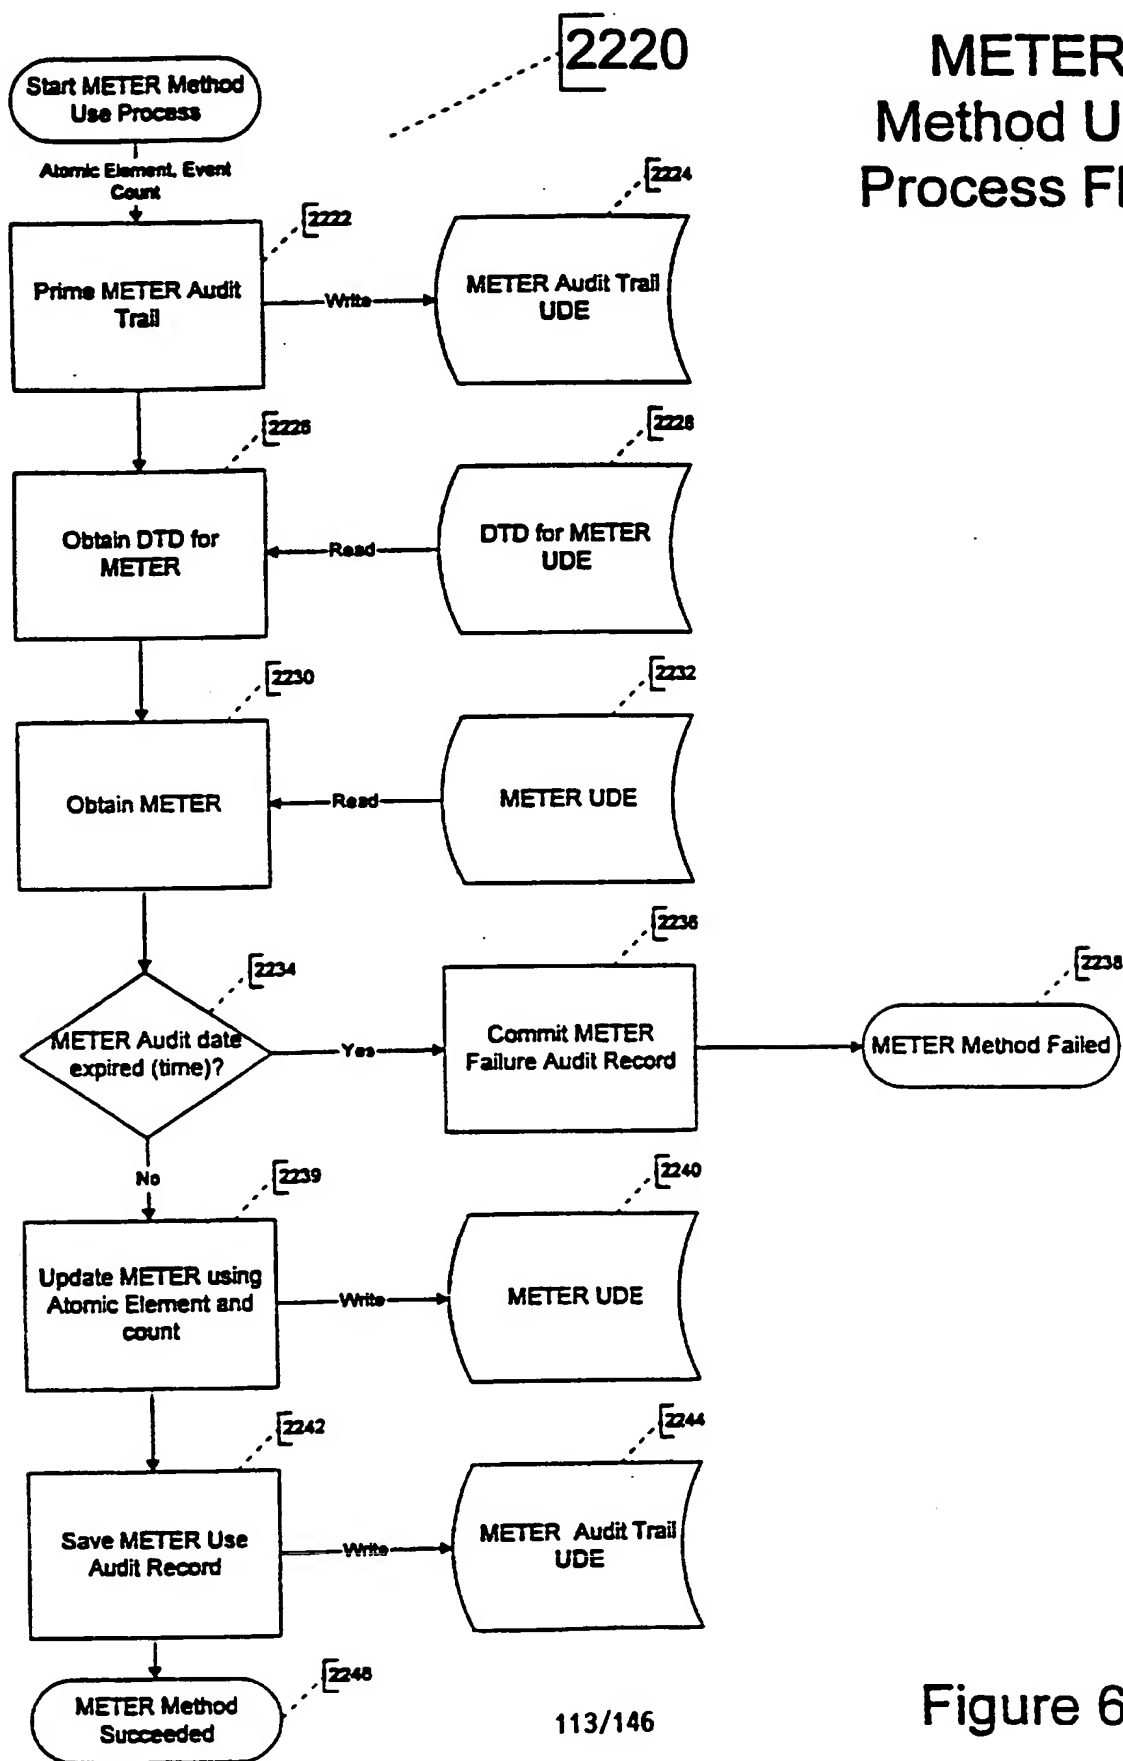 2220
METER
Method U
Process Fl
Start METER Method
Use Process
Atomic Element, Event
Count
2222
Prime METER Audit
Trail
Write
2224
METER Audit Trail
UDE
2226
Obtain DTD for
METER
Read
2228
DTD for METER
UDE
2230
Obtain METER
Read
2232
METER UDE
2234
METER Audit date
expired (time)?
Yes
2236
Commit METER
Failure Audit Record
2238
METER Method Failed
No
2239
Update METER using
Atomic Element and
count
Write
2240
METER UDE
2242
Save METER Use
Audit Record
Write
2244
METER Audit Trail
UDE
2246
METER Method
Succeeded
113/146
Figure 6